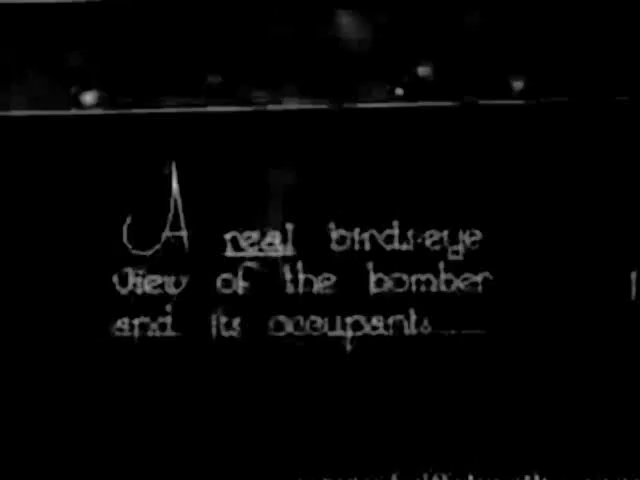 A real birds-eye
view of the bomber
and its occupants